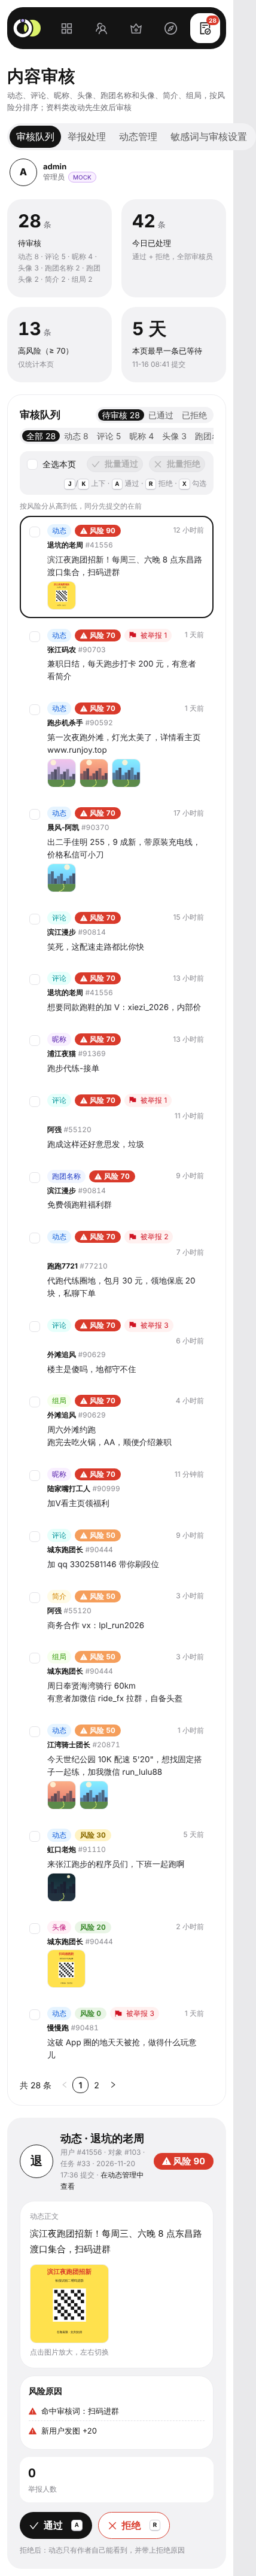 28
内容审核
动态、评论、昵称、头像、跑团名称和头像、简介、组局，按风
险分排序；资料类改动先生效后审核
审核队列 举报处理 动态管理 敏感词与审核设置
A
admin
管理员 MOCK
28 条
待审核
动态 8 · 评论 5 · 昵称 4 ·
头像 3 · 跑团名称 2 · 跑团
头像 2 · 简介 2 · 组局 2
42 条
今日已处理
通过 + 拒绝，全部审核员
13 条
高风险（≥ 70）
仅统计本页
5 天
本页最早一条已等待
11-16 08:41 提交
审核队列 待审核 28 已通过 已拒绝
全部 28 动态 8 评论 5 昵称 4 头像 3 跑团
全选本页 批量通过 批量拒绝
J / K 上下 · A 通过 · R 拒绝 · X 勾选
按风险分从高到低，同分先提交的在前
动态 风险 90 12 小时前
退坑的老周 #41556
滨江夜跑团招新！每周三、六晚 8 点东昌路
渡口集合，扫码进群
动态 风险 70 被举报 1 1 天前
张江码农 #90703
兼职日结，每天跑步打卡 200 元，有意者
看简介
动态 风险 70 1 天前
跑步机杀手 #90592
第一次夜跑外滩，灯光太美了，详情看主页
www.runjoy.top
动态 风险 70 17 小时前
晨风-阿凯 #90370
出二手佳明 255，9 成新，带原装充电线，
价格私信可小刀
评论 风险 70 15 小时前
滨江漫步 #90814
笑死，这配速走路都比你快
评论 风险 70 13 小时前
退坑的老周 #41556
想要同款跑鞋的加 V：xiezi_2026，内部价
昵称 风险 70 13 小时前
浦江夜猫 #91369
跑步代练-接单
评论 风险 70 被举报 1
11 小时前
阿强 #55120
跑成这样还好意思发，垃圾
跑团名称 风险 70 9 小时前
滨江漫步 #90814
免费领跑鞋福利群
动态 风险 70 被举报 2
7 小时前
跑跑7721 #77210
代跑代练圈地，包月 30 元，领地保底 20
块，私聊下单
评论 风险 70 被举报 3
6 小时前
外滩追风 #90629
楼主是傻吗，地都守不住
组局 风险 70 4 小时前
外滩追风 #90629
周六外滩约跑
跑完去吃火锅，AA，顺便介绍兼职
昵称 风险 70 11 分钟前
陆家嘴打工人 #90999
加V看主页领福利
评论 风险 50 9 小时前
城东跑团长 #90444
加 qq 3302581146 带你刷段位
简介 风险 50 3 小时前
阿强 #55120
商务合作 vx：lpl_run2026
组局 风险 50 3 小时前
城东跑团长 #90444
周日奉贤海湾骑行 60km
有意者加微信 ride_fx 拉群，自备头盔
动态 风险 50 1 小时前
江湾骑士团长 #20871
今天世纪公园 10K 配速 5'20"，想找固定搭
子一起练，加我微信 run_lulu88
动态 风险 30 5 天前
虹口老炮 #91110
来张江跑步的程序员们，下班一起跑啊
头像 风险 20 2 小时前
城东跑团长 #90444
动态 风险 0 被举报 3 1 天前
慢慢跑 #90481
这破 App 圈的地天天被抢，做得什么玩意
儿
共 28 条 1 2
退
动态 · 退坑的老周
用户 #41556 · 对象 #103 ·
任务 #33 · 2026-11-20
17:36 提交 · 在动态管理中
查看
风险 90
动态正文
滨江夜跑团招新！每周三、六晚 8 点东昌路
渡口集合，扫码进群
滨江夜跑团招新
点击图片放大，左右切换
风险原因
命中审核词：扫码进群
新用户发图 +20
0
举报人数
通过 A 拒绝 R
拒绝后：动态只有作者自己能看到，并带上拒绝原因